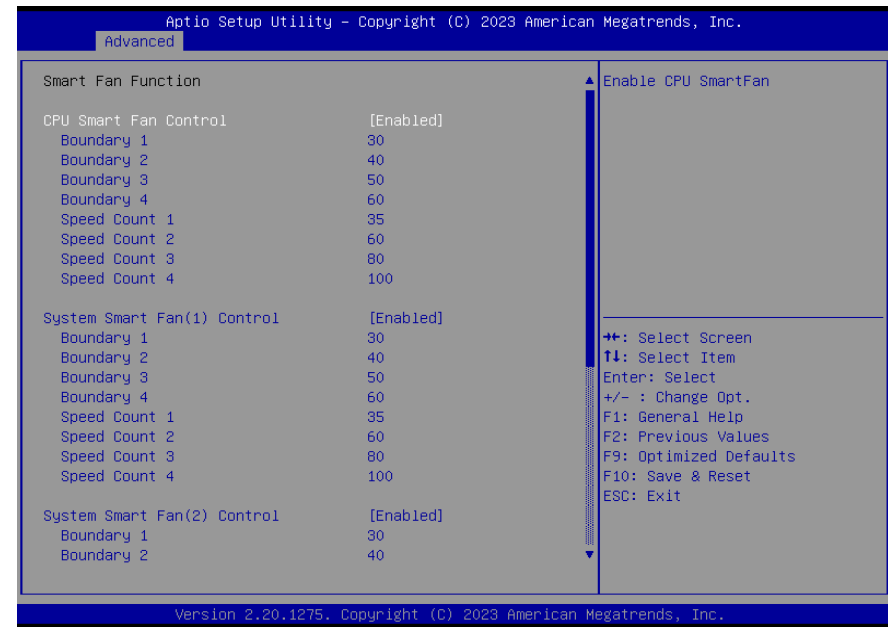 Aptio Setup Utility – Copyright (C) 2023 American Megatrends, Inc.
Advanced
Smart Fan Function
CPU Smart Fan Control [Enabled]
Boundary 1 30
Boundary 2 40
Boundary 3 50
Boundary 4 60
Speed Count 1 35
Speed Count 2 60
Speed Count 3 80
Speed Count 4 100
System Smart Fan(1) Control [Enabled]
Boundary 1 30
Boundary 2 40
Boundary 3 50
Boundary 4 60
Speed Count 1 35
Speed Count 2 60
Speed Count 3 80
Speed Count 4 100
System Smart Fan(2) Control [Enabled]
Boundary 1 30
Boundary 2 40
Enable CPU SmartFan
→←: Select Screen
↑↓: Select Item
Enter: Select
+/- : Change Opt.
F1: General Help
F2: Previous Values
F9: Optimized Defaults
F10: Save & Reset
ESC: Exit
Version 2.20.1275. Copyright (C) 2023 American Megatrends, Inc.